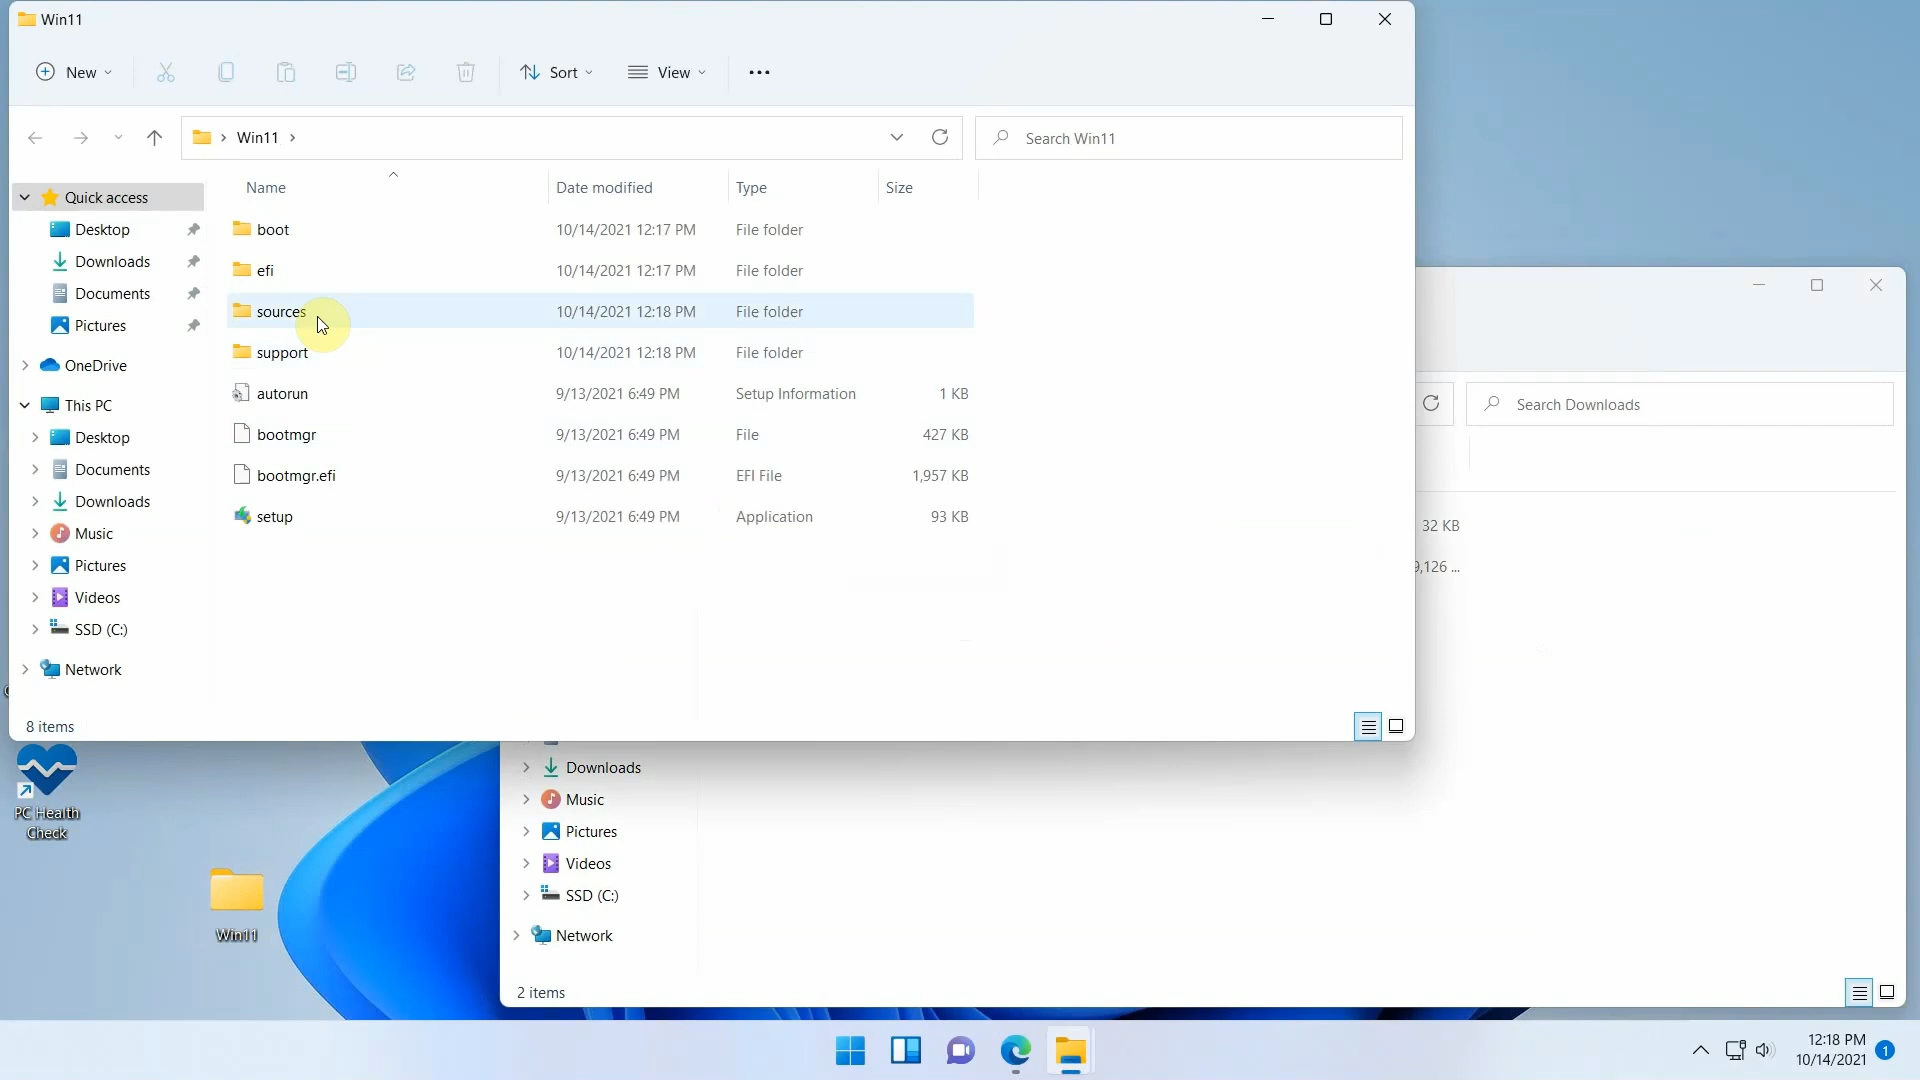 Win11
New
Sort
View
Win11
Search Win11
Name
Date modified
Type
Size
Quick access
Desktop
Downloads
Documents
Pictures
OneDrive
This PC
Desktop
Documents
Downloads
Music
Pictures
Videos
SSD (C:)
Network
boot 10/14/2021 12:17 PM File folder
efi 10/14/2021 12:17 PM File folder
sources 10/14/2021 12:18 PM File folder
support 10/14/2021 12:18 PM File folder
autorun 9/13/2021 6:49 PM Setup Information 1 KB
bootmgr 9/13/2021 6:49 PM File 427 KB
bootmgr.efi 9/13/2021 6:49 PM EFI File 1,957 KB
setup 9/13/2021 6:49 PM Application 93 KB
8 items
Search Downloads
32 KB
9,126 ...
Downloads
Music
Pictures
Videos
SSD (C:)
Network
2 items
PC Health
Check
Win11
12:18 PM
10/14/2021
1